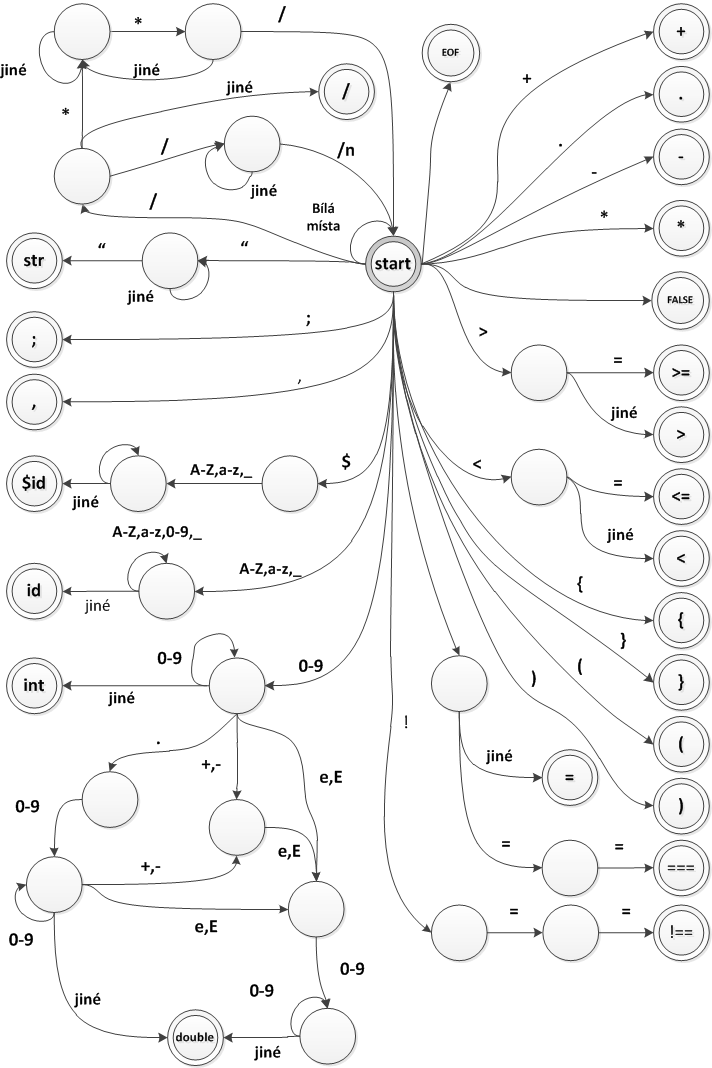 *
/
jiné
jiné
EOF
+
+
jiné
/
*
.
.
/
/n
jiné
-
-
/
Bílá
místa
*
*
“
“
str
start
jiné
FALSE
;
;
>
=
>=
,
,
jiné
>
$
A-Z,a-z,_
$id
jiné
<
=
<=
A-Z,a-z,0-9,_
jiné
<
A-Z,a-z,_
id
jiné
{
{
0-9
0-9
}
}
int
jiné
)
(
(
!
.
+,-
e,E
jiné
=
0-9
)
e,E
+,-
=
=
===
0-9
e,E
=
=
!==
0-9
0-9
jiné
double
jiné